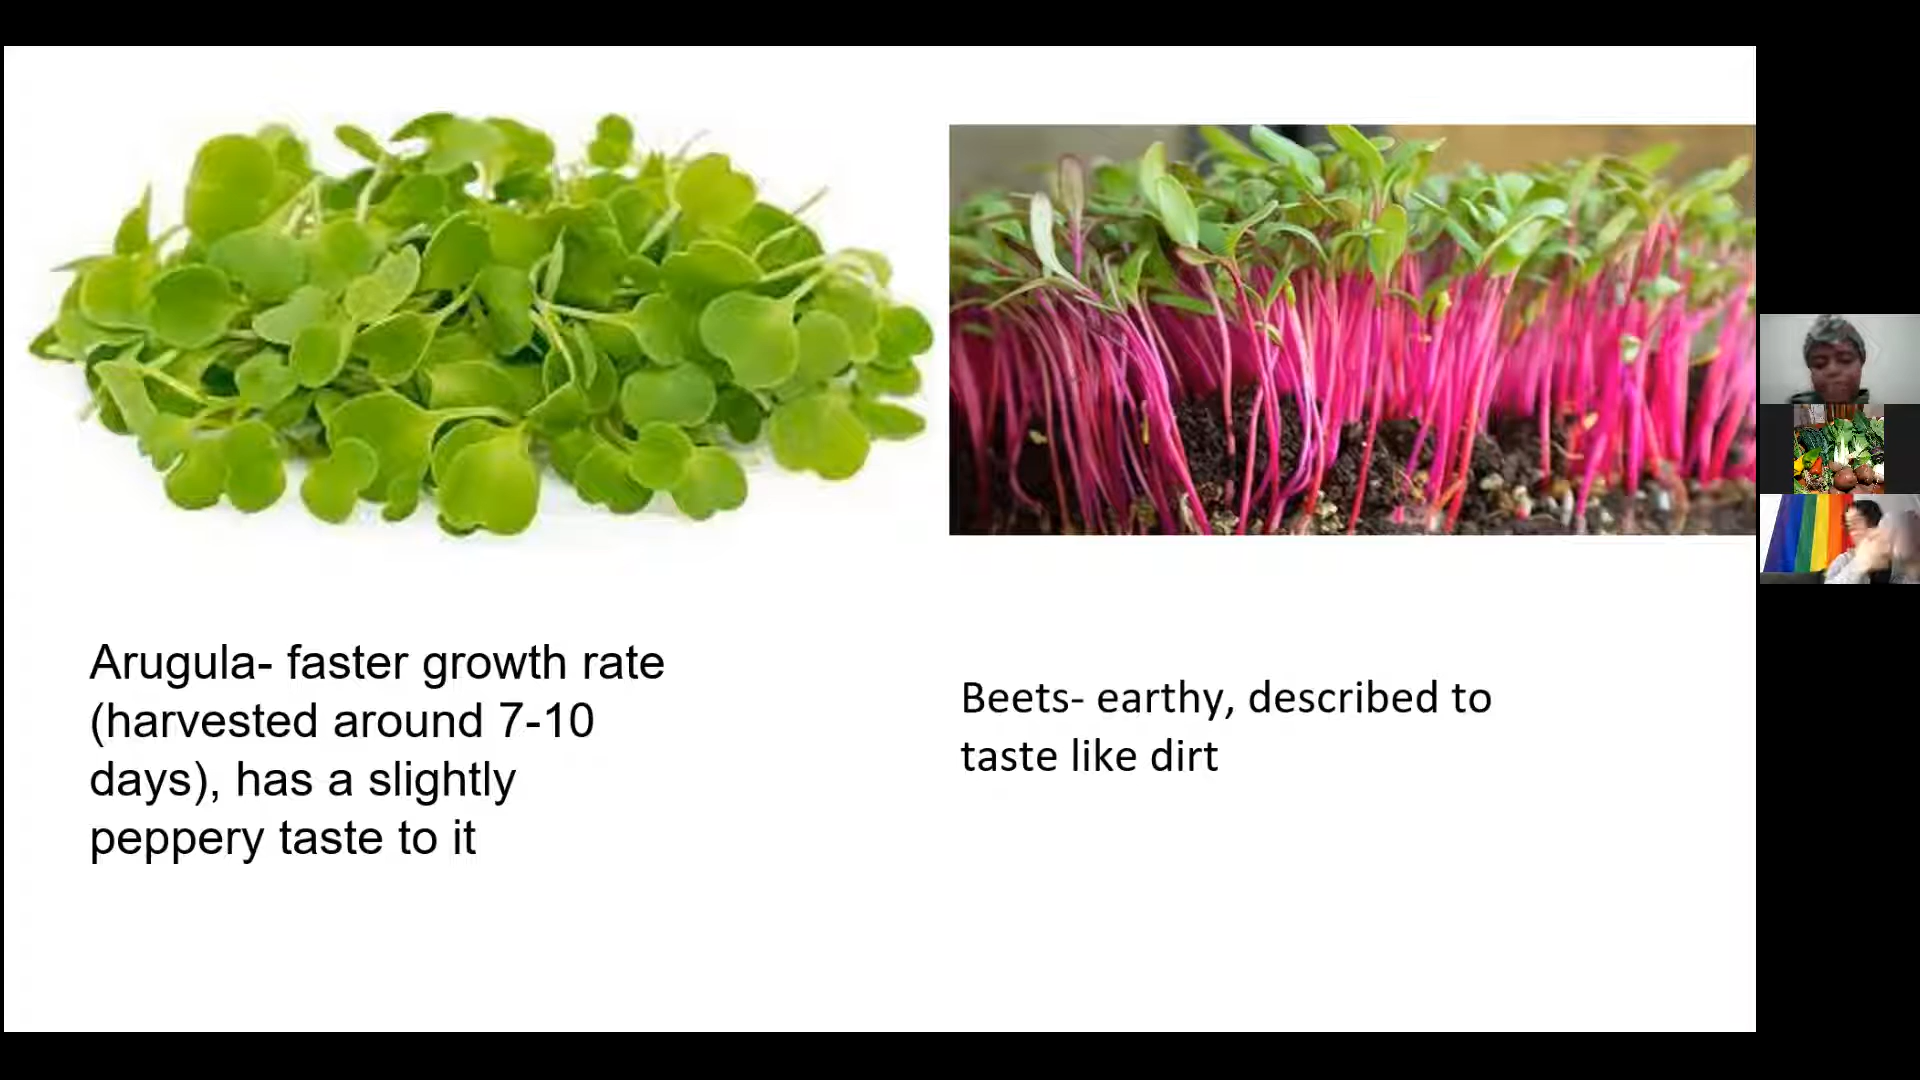 Arugula- faster growth rate
(harvested around 7-10
days), has a slightly
peppery taste to it
Beets- earthy, described to
taste like dirt